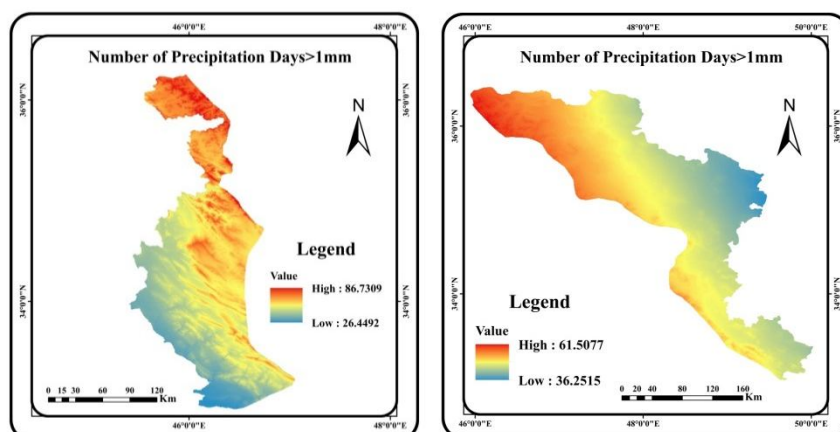 46°0'0"E 48°0'0"E
Number of Precipitation Days>1mm
36°0'0"N
36°0'0"N
N
Legend
Value
High : 86.7309
Low : 26.4492
34°0'0"N
34°0'0"N
0 15 30 60 90 120
Km
46°0'0"E 48°0'0"E
46°0'0"E 48°0'0"E 50°0'0"E
Number of Precipitation Days>1mm
N
36°0'0"N
36°0'0"N
34°0'0"N
34°0'0"N
Legend
Value
High : 61.5077
Low : 36.2515
0 20 40 80 120 160
Km
46°0'0"E 48°0'0"E 50°0'0"E